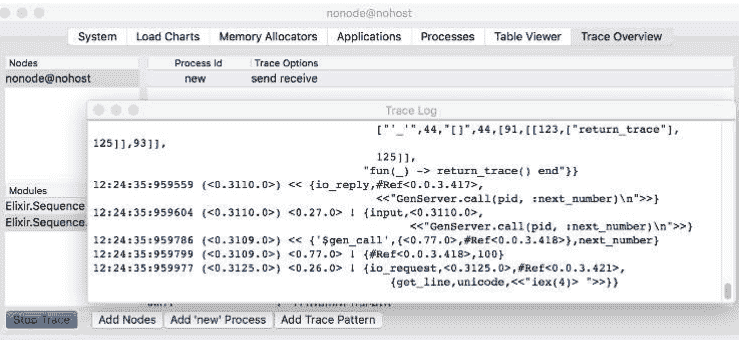 nonode@nohost
System Load Charts Memory Allocators Applications Processes Table Viewer Trace Overview
Nodes Process Id Trace Options
nonode@nohost new send receive
Trace Log
["'_'",44,"[]",44,[91,[[123,["return_trace"],
125]],93]],
125]],
"fun(_) -> return_trace() end"}}
12:24:35:959559 (<0.3110.0>) << {io_reply,#Ref<0.0.3.417>,
<<"GenServer.call(pid, :next_number)\n">>}
12:24:35:959604 (<0.3110.0>) <0.27.0> ! {input,<0.3110.0>,
<<"GenServer.call(pid, :next_number)\n">>}
12:24:35:959786 (<0.3109.0>) << {'$gen_call',{<0.77.0>,#Ref<0.0.3.418>},next_number}
12:24:35:959799 (<0.3109.0>) <0.77.0> ! {#Ref<0.0.3.418>,100}
12:24:35:959977 (<0.3125.0>) <0.26.0> ! {io_request,<0.3125.0>,#Ref<0.0.3.421>,
{get_line,unicode,<<"iex(4)> ">>}}
Modules
Elixir.Sequence
Elixir.Sequence.
Stop Trace Add Nodes Add 'new' Process Add Trace Pattern